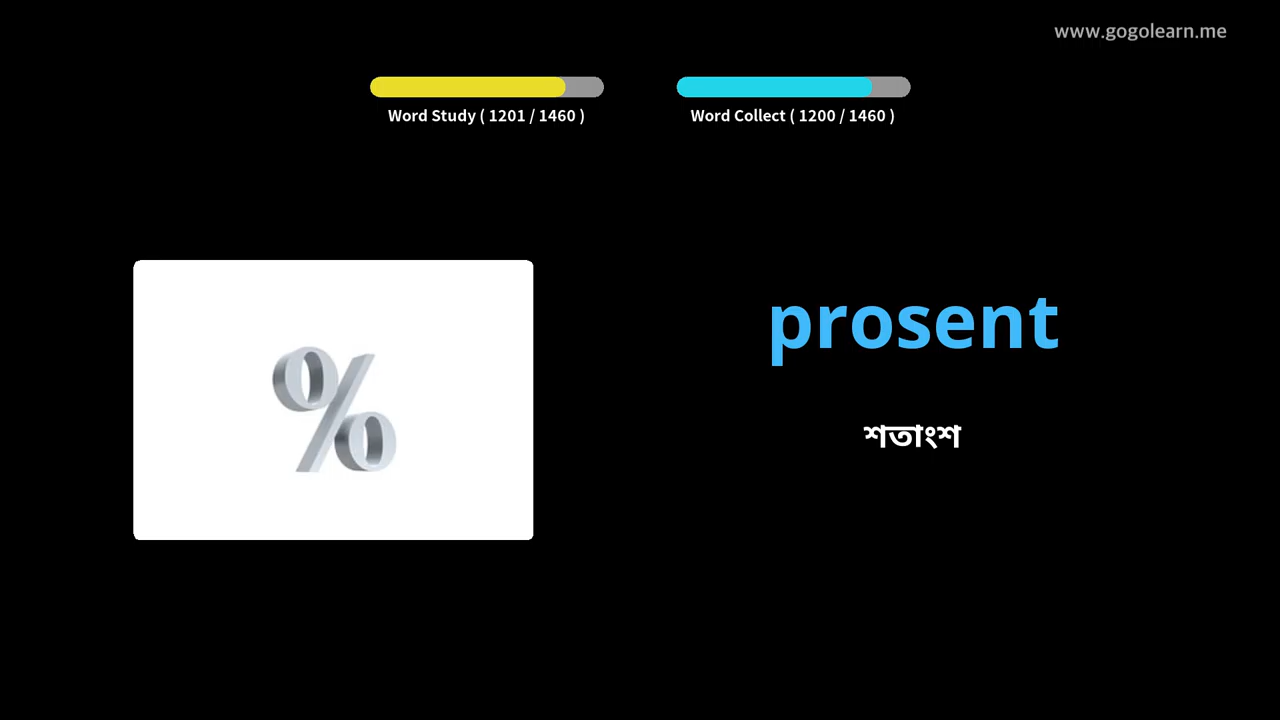 www.gogolearn.me
Word Study ( 1201 / 1460 )
Word Collect ( 1200 / 1460 )
%
prosent
শতাংশ